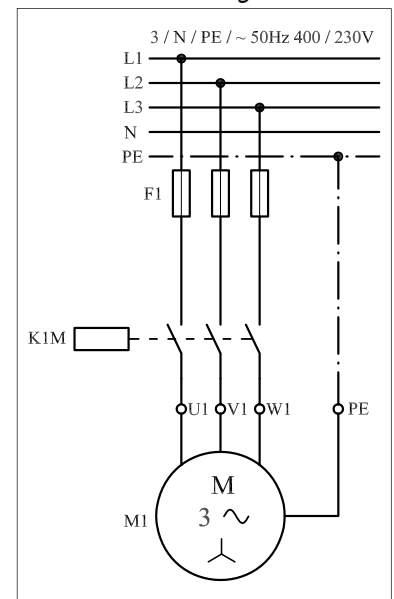 3 / N / PE / ~ 50Hz 400 / 230V
L1
L2
L3
N
PE
F1
K1M
U1 V1 W1 PE
M
M1 3 ~